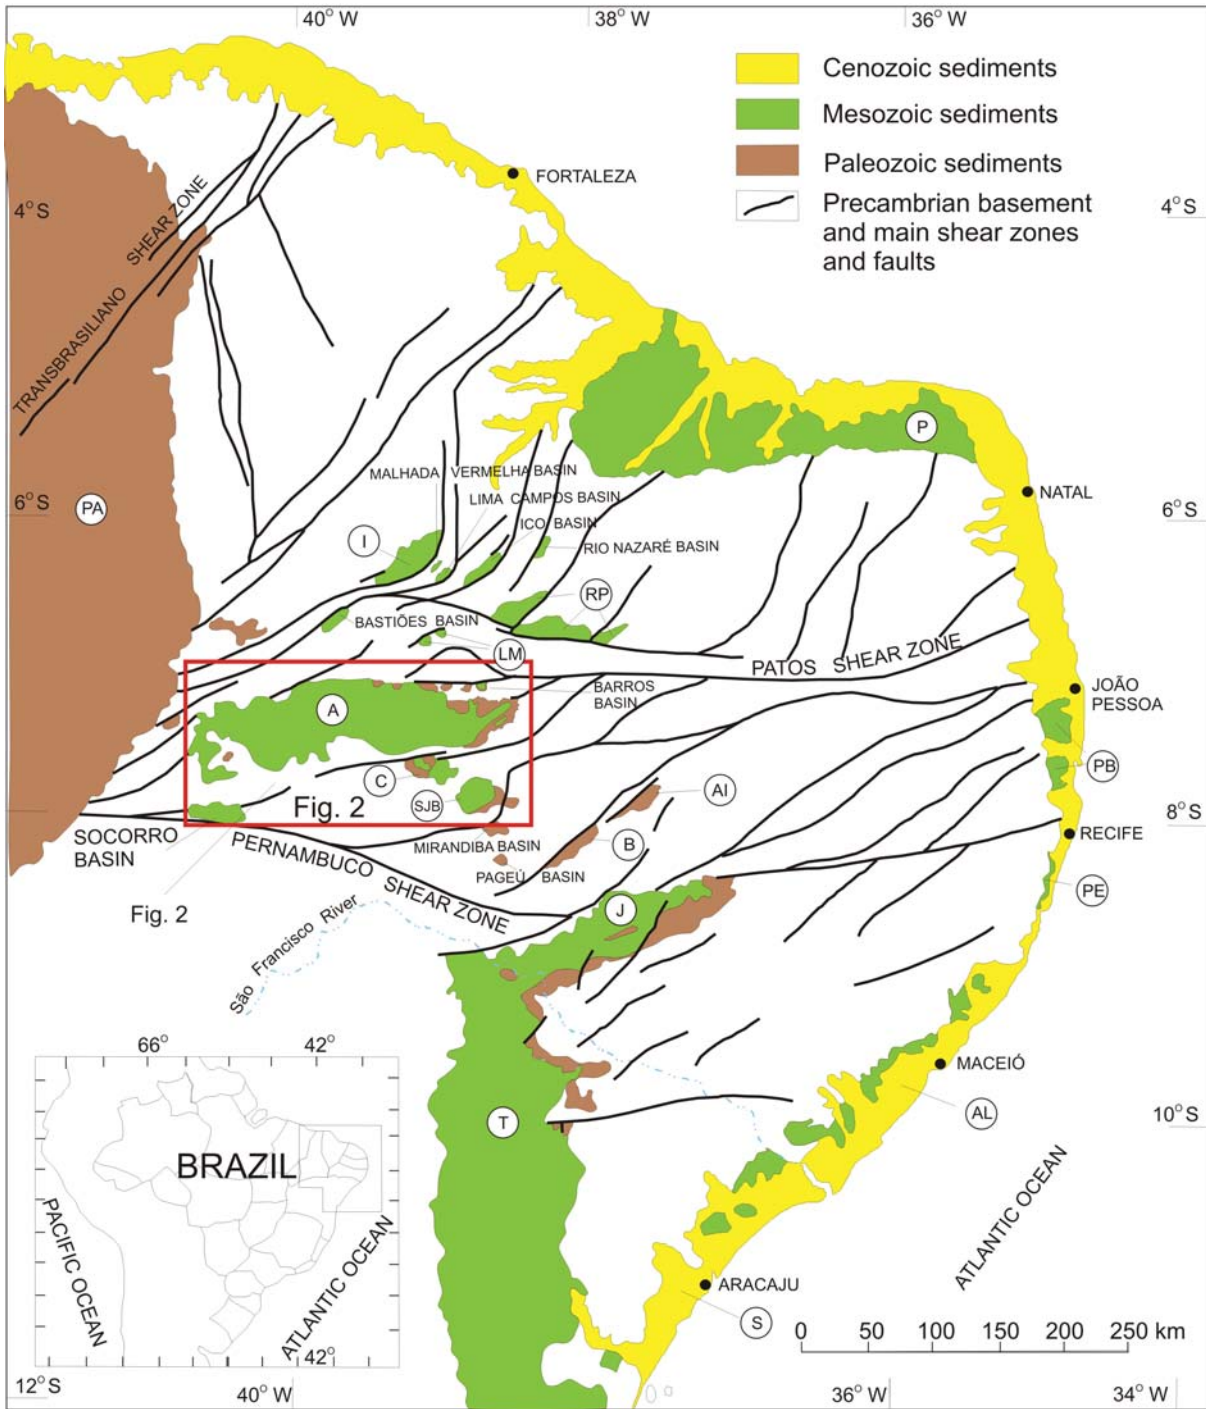 40° W
38° W
36° W
Cenozoic sediments
Mesozoic sediments
Paleozoic sediments
Precambrian basement
and main shear zones
and faults
FORTALEZA
4° S
4° S
TRANSBRASILIANO SHEAR ZONE
P
MALHADA VERMELHA BASIN
LIMA CAMPOS BASIN
ICO BASIN
NATAL
PA
6° S
6° S
I
RIO NAZARÉ BASIN
RP
BASTIÕES BASIN
LM
PATOS SHEAR ZONE
BARROS
BASIN
JOÃO
PESSOA
A
C
SJB
AI
PB
Fig. 2
8° S
SOCORRO
BASIN
PERNAMBUCO SHEAR ZONE
MIRANDIBA BASIN
B
RECIFE
PAGEÚ BASIN
PE
Fig. 2
J
São Francisco River
66°
42°
MACEIÓ
T
AL
10° S
BRAZIL
PACIFIC OCEAN
ATLANTIC OCEAN
42°
ATLANTIC OCEAN
ARACAJU
S
0 50 100 150 200 250 km
12° S
40° W
36° W
34° W